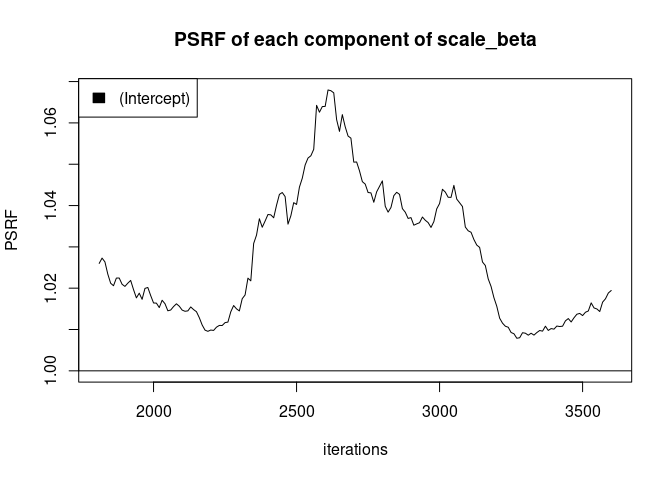 PSRF of each component of scale_beta
(Intercept)
PSRF
1.06
1.04
1.02
1.00
2000 2500 3000 3500
iterations